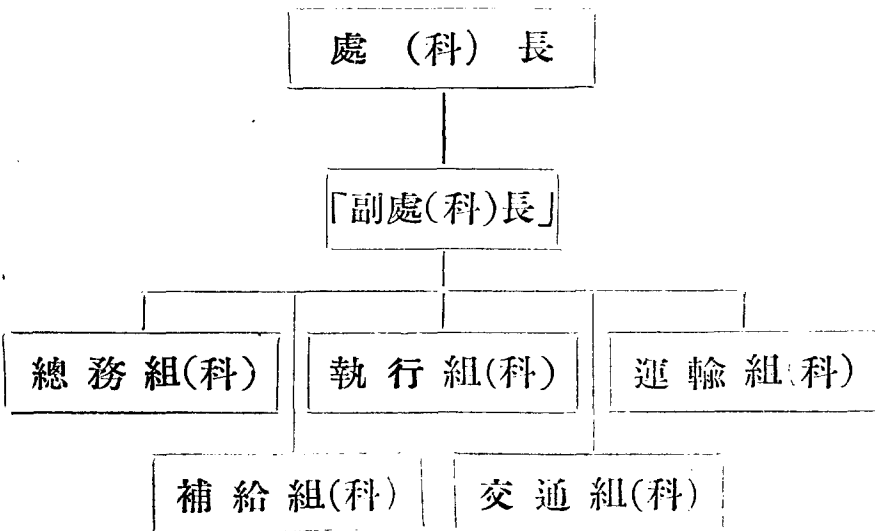 處（科）長
「副處(科)長」
總務組(科)
執行組(科)
運輸組(科)
補給組(科)
交通組(科)